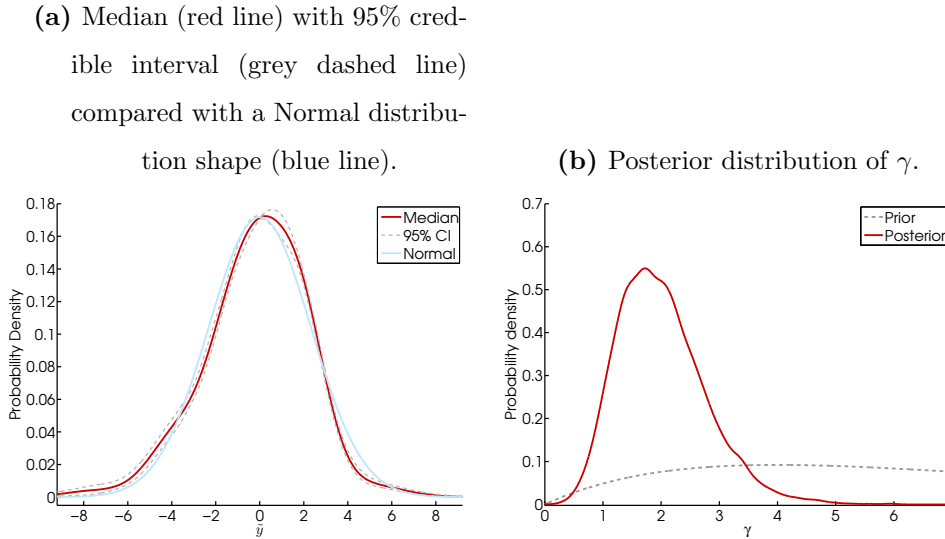 (a) Median (red line) with 95% cred-
ible interval (grey dashed line)
compared with a Normal distribu-
tion shape (blue line).
(b) Posterior distribution of γ.
0.18
0.16
0.14
0.12
0.1
0.08
0.06
0.04
0.02
0
Probability Density
−8
−6
−4
−2
0
2
4
6
8
ỹ
Median
95% CI
Normal
0.7
0.6
0.5
0.4
0.3
0.2
0.1
0
Probability density
0
1
2
3
4
5
6
γ
Prior
Posterior